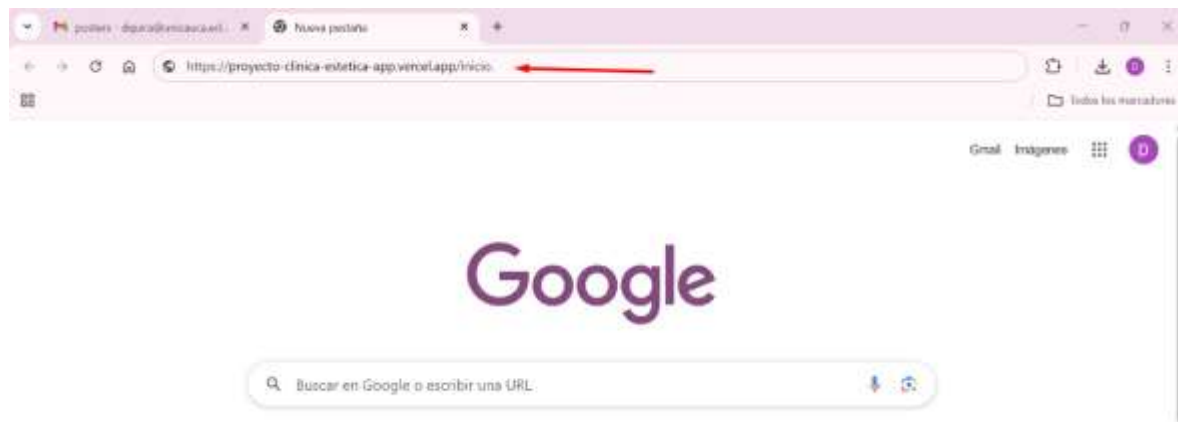 Nueva pestaña
https://proyecto-clinica-estetica-app.vercel.app/inicio
D
Todos los marcadores
Gmail Imágenes D
Google
Buscar en Google o escribir una URL